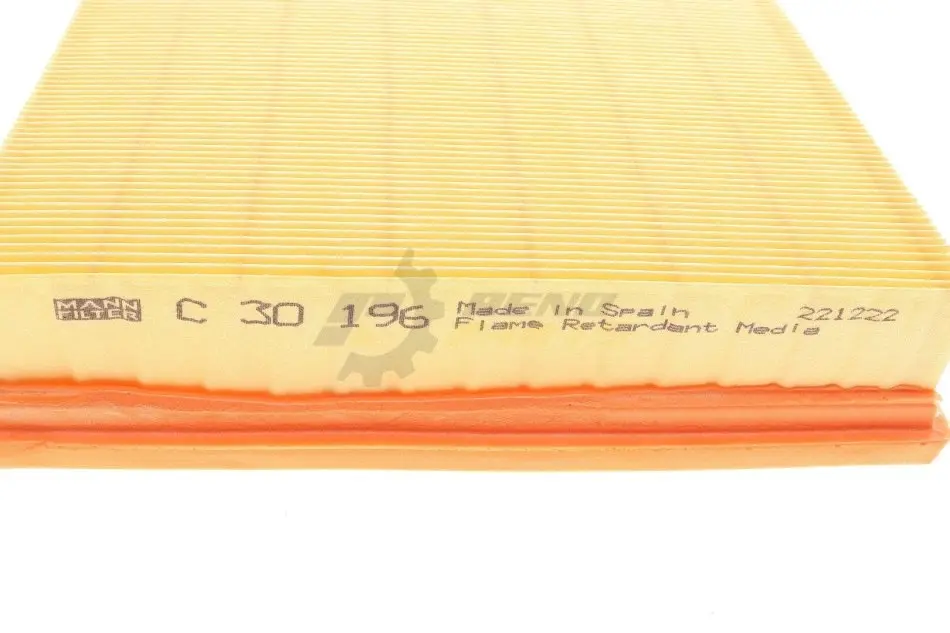 MANN FILTER C 30 196 Made in Spain 221222
Flame Retardant Media